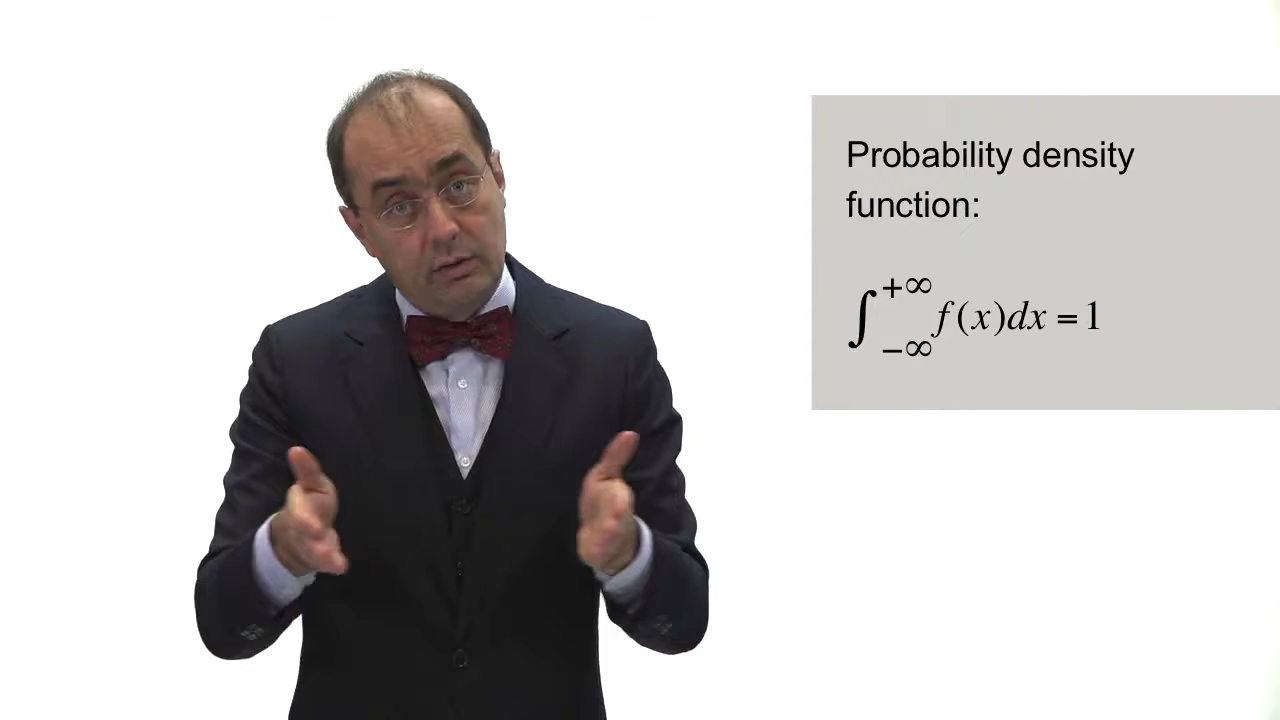 Probability density
function:
∫_{−∞}^{+∞} f(x)dx = 1